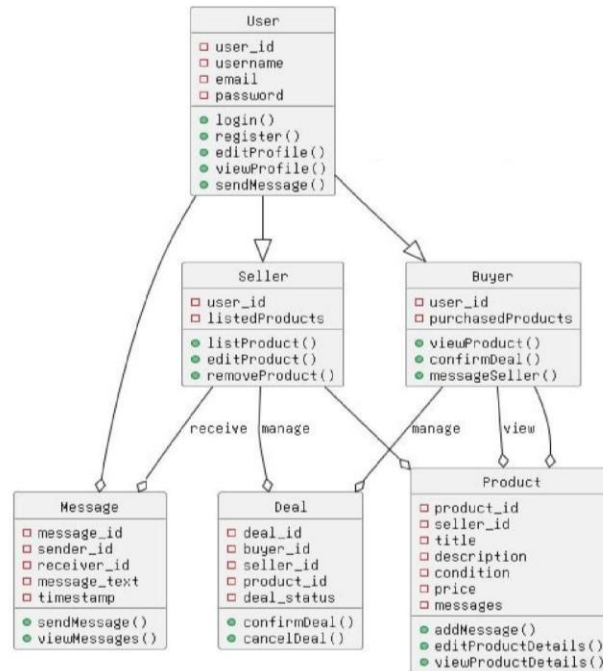 User
user_id
username
email
password
login()
register()
editProfile()
viewProfile()
sendMessage()
Seller
user_id
listedProducts
listProduct()
editProduct()
removeProduct()
Buyer
user_id
purchasedProducts
viewProduct()
confirmDeal()
messageSeller()
receive
manage
manage
view
Message
message_id
sender_id
receiver_id
message_text
timestamp
sendMessage()
viewMessages()
Deal
deal_id
buyer_id
seller_id
product_id
deal_status
confirmDeal()
cancelDeal()
Product
product_id
seller_id
title
description
condition
price
messages
addMessage()
editProductDetails()
viewProductDetails()